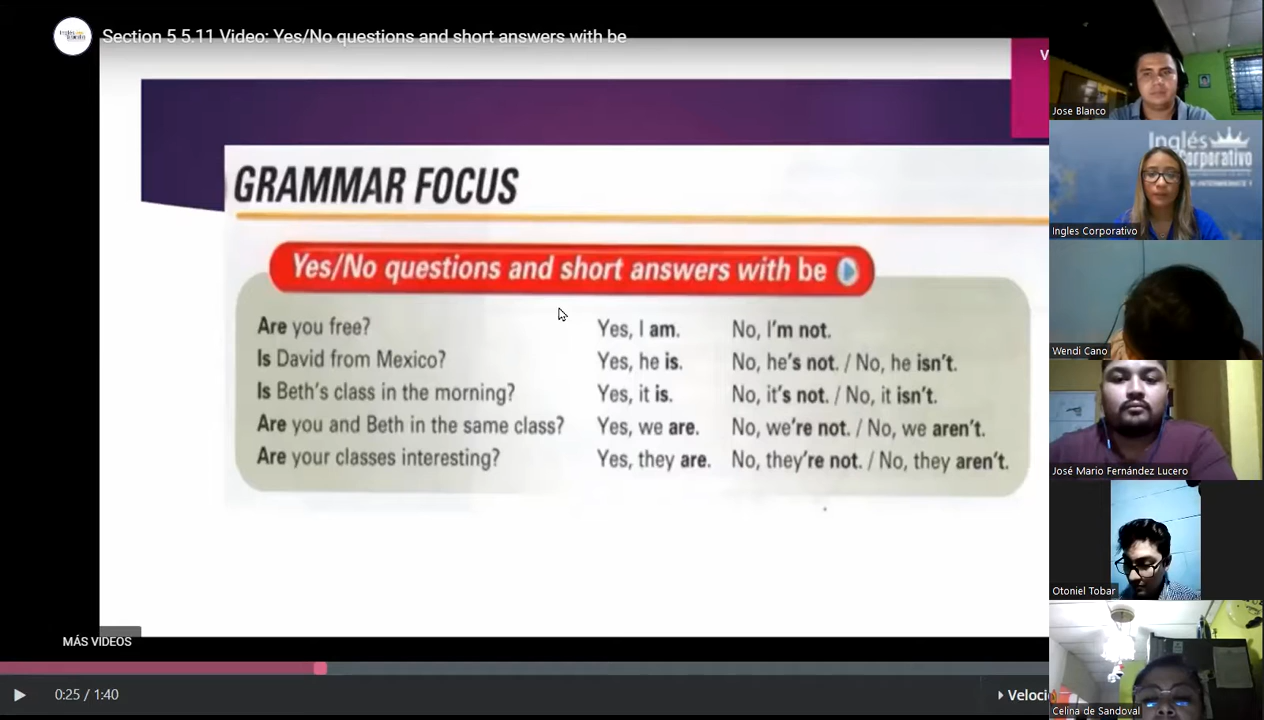 Section 5 5.11 Video: Yes/No questions and short answers with be
V
GRAMMAR FOCUS
Yes/No questions and short answers with be
Are you free? Yes, I am. No, I'm not.
Is David from Mexico? Yes, he is. No, he's not. / No, he isn't.
Is Beth's class in the morning? Yes, it is. No, it's not. / No, it isn't.
Are you and Beth in the same class? Yes, we are. No, we're not. / No, we aren't.
Are your classes interesting? Yes, they are. No, they're not. / No, they aren't.
MÁS VIDEOS
0:25 / 1:40
Jose Blanco
Inglés
Corporativo
Ingles Corporativo
Wendi Cano
José Mario Fernández Lucero
Otoniel Tobar
Celina de Sandoval